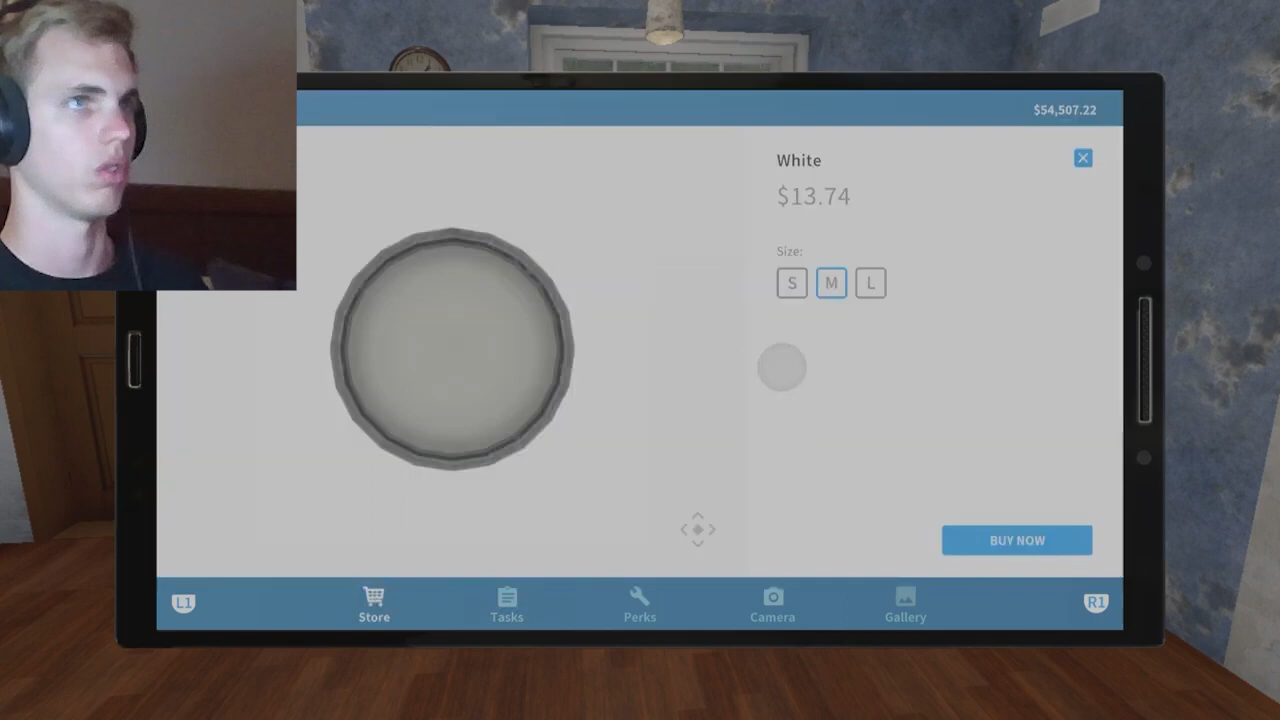 $54,507.22
White
$13.74
Size:
S M L
BUY NOW
L1
Store
Tasks
Perks
Camera
Gallery
R1